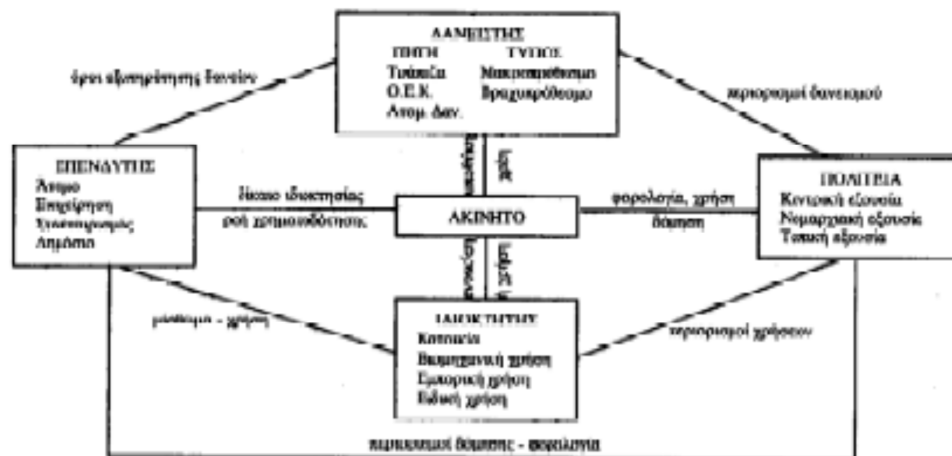 ΔΑΝΕΙΣΤΗΣ
ΠΗΓΗ ΤΥΠΟΣ
Τράπεζα Μακροπρόθεσμο
Ο.Ε.Κ. Βραχυπρόθεσμο
Ατομ. Δαν.
όροι εξυπηρέτησης δανείου
περιορισμοί δανεισμού
ΕΠΕΝΔΥΤΗΣ
Άτομο
Επιχείρηση
Συνεταιρισμός
Δημόσιο
δίκαιο ιδιοκτησίας
ροή χρηματοδότησης
ΑΚΙΝΗΤΟ
φορολογία, χρήση
δόμηση
ΠΟΛΙΤΕΙΑ
Κεντρική εξουσία
Νομαρχιακή εξουσία
Τοπική εξουσία
μίσθωμα - χρήση
ΙΔΙΟΚΤΗΤΗΣ
Κατοικία
Βιομηχανική χρήση
Εμπορική χρήση
Ειδική χρήση
περιορισμοί χρήσεων
περιορισμοί δόμησης - φορολογία